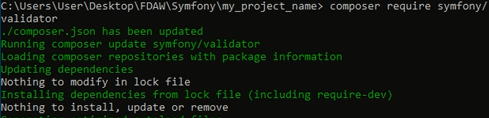 C:\Users\User\Desktop\FDAW\Symfony\my_project_name> composer require symfony/
validator
./composer.json has been updated
Running composer update symfony/validator
Loading composer repositories with package information
Updating dependencies
Nothing to modify in lock file
Installing dependencies from lock file (including require-dev)
Nothing to install, update or remove